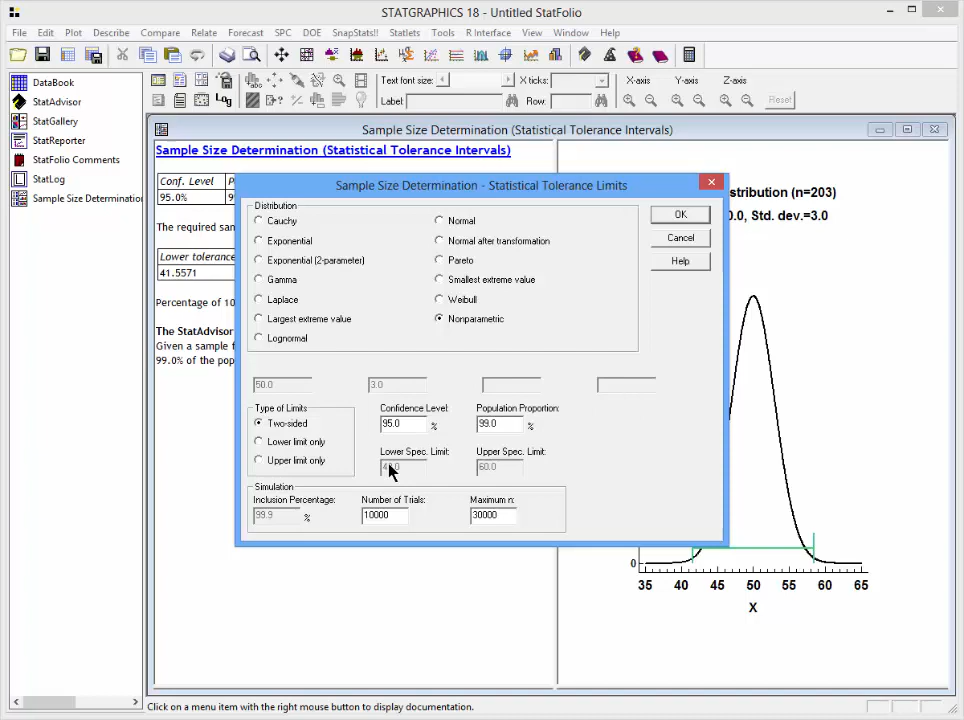 STATGRAPHICS 18 - Untitled StatFolio
File Edit Plot Describe Compare Relate Forecast SPC DOE SnapStats!! Statlets Tools R Interface View Window Help
Text font size: X ticks: X-axis Y-axis Z-axis
Log Label Row: Reset
DataBook
StatAdvisor
StatGallery
StatReporter
StatFolio Comments
StatLog
Sample Size Determination
Sample Size Determination (Statistical Tolerance Intervals)
Sample Size Determination (Statistical Tolerance Intervals)
Conf. Level
95.0%
The required sa
Lower tolerance
41.5571
Percentage of 10
The StatAdvisor
Given a sample f
99.0% of the pop
Sample Size Determination - Statistical Tolerance Limits
Distribution
Cauchy
Exponential
Exponential (2-parameter)
Gamma
Laplace
Largest extreme value
Lognormal
Normal
Normal after transformation
Pareto
Smallest extreme value
Weibull
Nonparametric
OK
Cancel
Help
50.0 3.0
Type of Limits
Two-sided
Lower limit only
Upper limit only
Confidence Level:
95.0 %
Population Proportion:
99.0 %
Lower Spec. Limit:
Upper Spec. Limit:
60.0
Simulation
Inclusion Percentage:
99.9 %
Number of Trials:
10000
Maximum n:
30000
stribution (n=203)
0.0, Std. dev.=3.0
0
35 40 45 50 55 60 65
X
Click on a menu item with the right mouse button to display documentation.